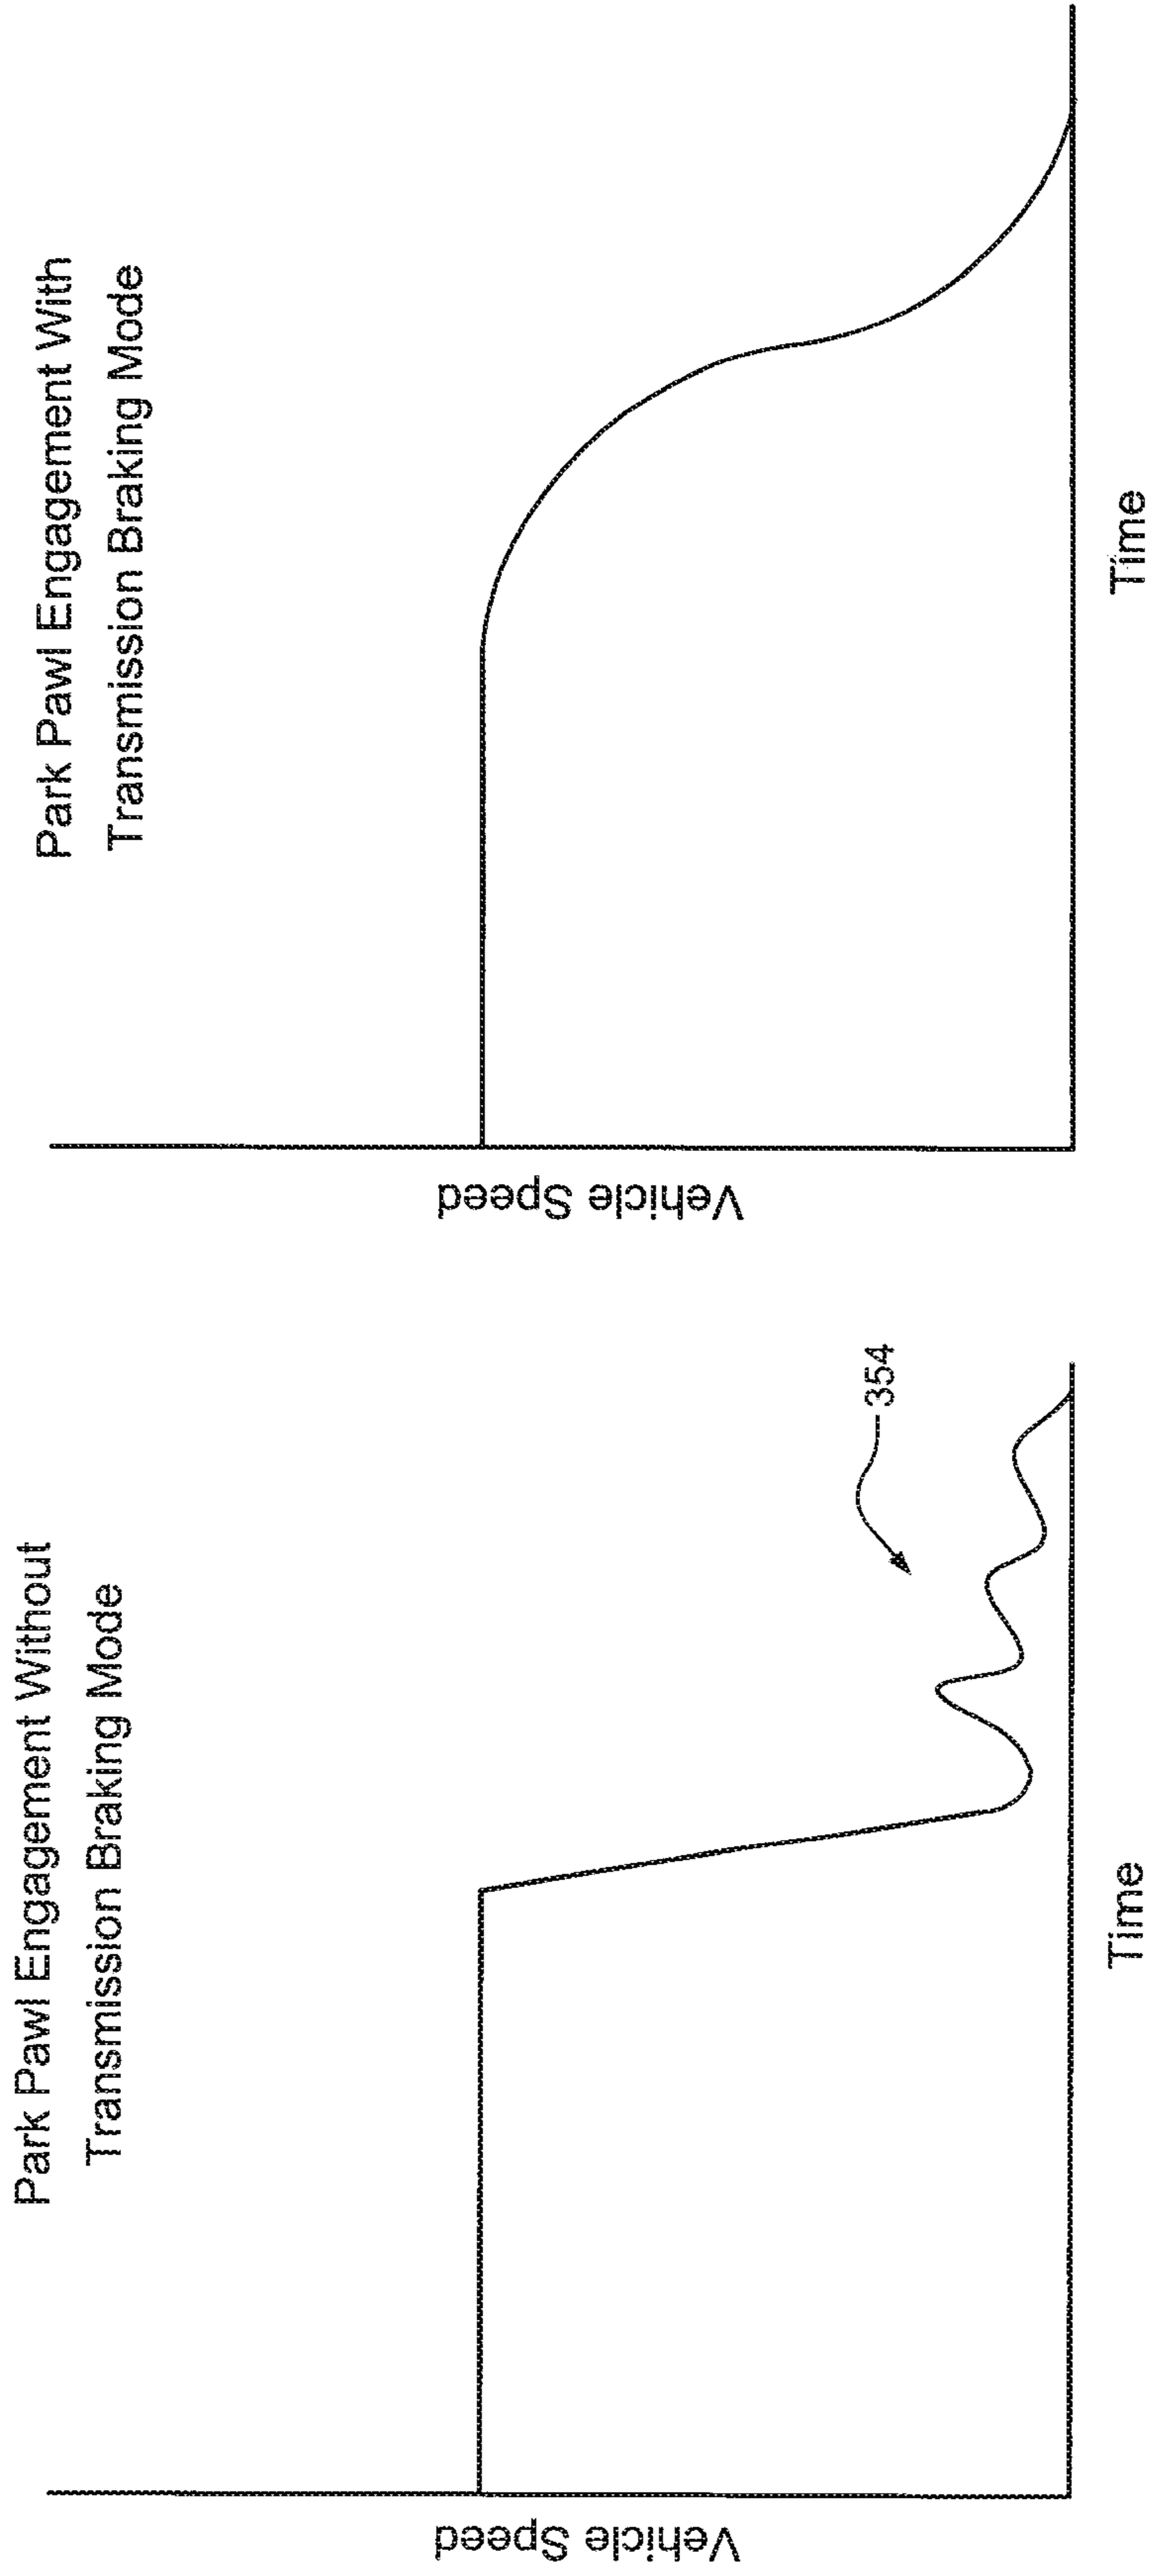 Park Pawl Engagement Without
Transmission Braking Mode
Vehicle Speed
354
Time
Park Pawl Engagement With
Transmission Braking Mode
Vehicle Speed
Time